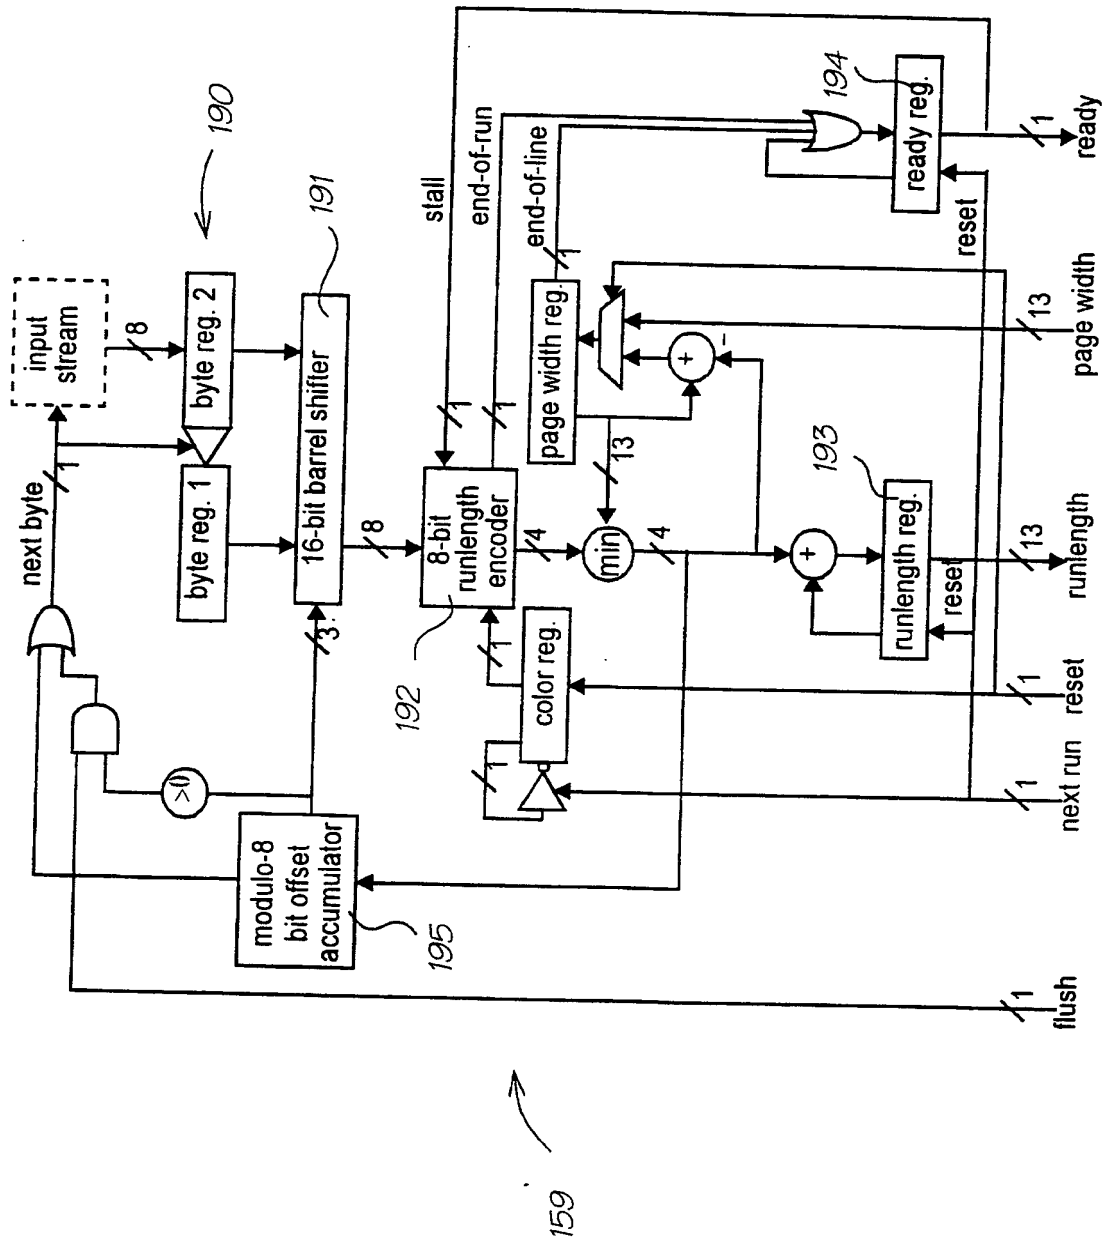 next byte
1
input
stream
8
190
byte reg. 1
byte reg. 2
191
16-bit barrel shifter
3
8
>0
modulo-8
bit offset
accumulator
195
192
8-bit
runlength
encoder
1
stall
1
end-of-run
4
1
color reg.
1
min
4
13
page width reg.
1
end-of-line
+
-
+
193
runlength reg.
reset
194
ready reg.
reset
1
flush
1
next run
1
reset
13
runlength
13
page width
1
ready
159